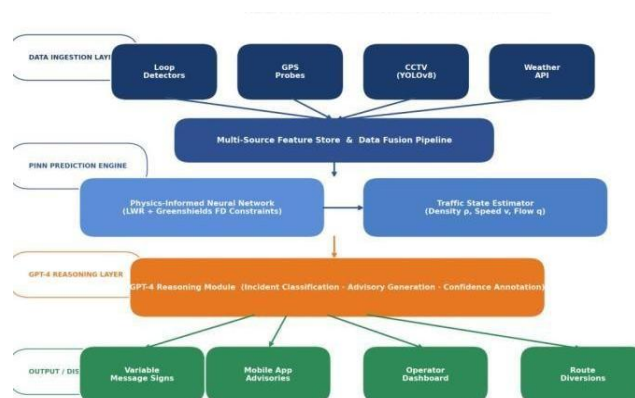 DATA INGESTION LAY
Loop
Detectors
GPS
Probes
CCTV
(YOLOv8)
Weather
API
Multi-Source Feature Store & Data Fusion Pipeline
PINN PREDICTION ENGINE
Physics-Informed Neural Network
(LWR + Greenshields FD Constraints)
Traffic State Estimator
(Density ρ, Speed v, Flow q)
GPT-4 REASONING LAYER
GPT-4 Reasoning Module (Incident Classification - Advisory Generation - Confidence Annotation)
OUTPUT / DIS
Variable
Message Signs
Mobile App
Advisories
Operator
Dashboard
Route
Diversions